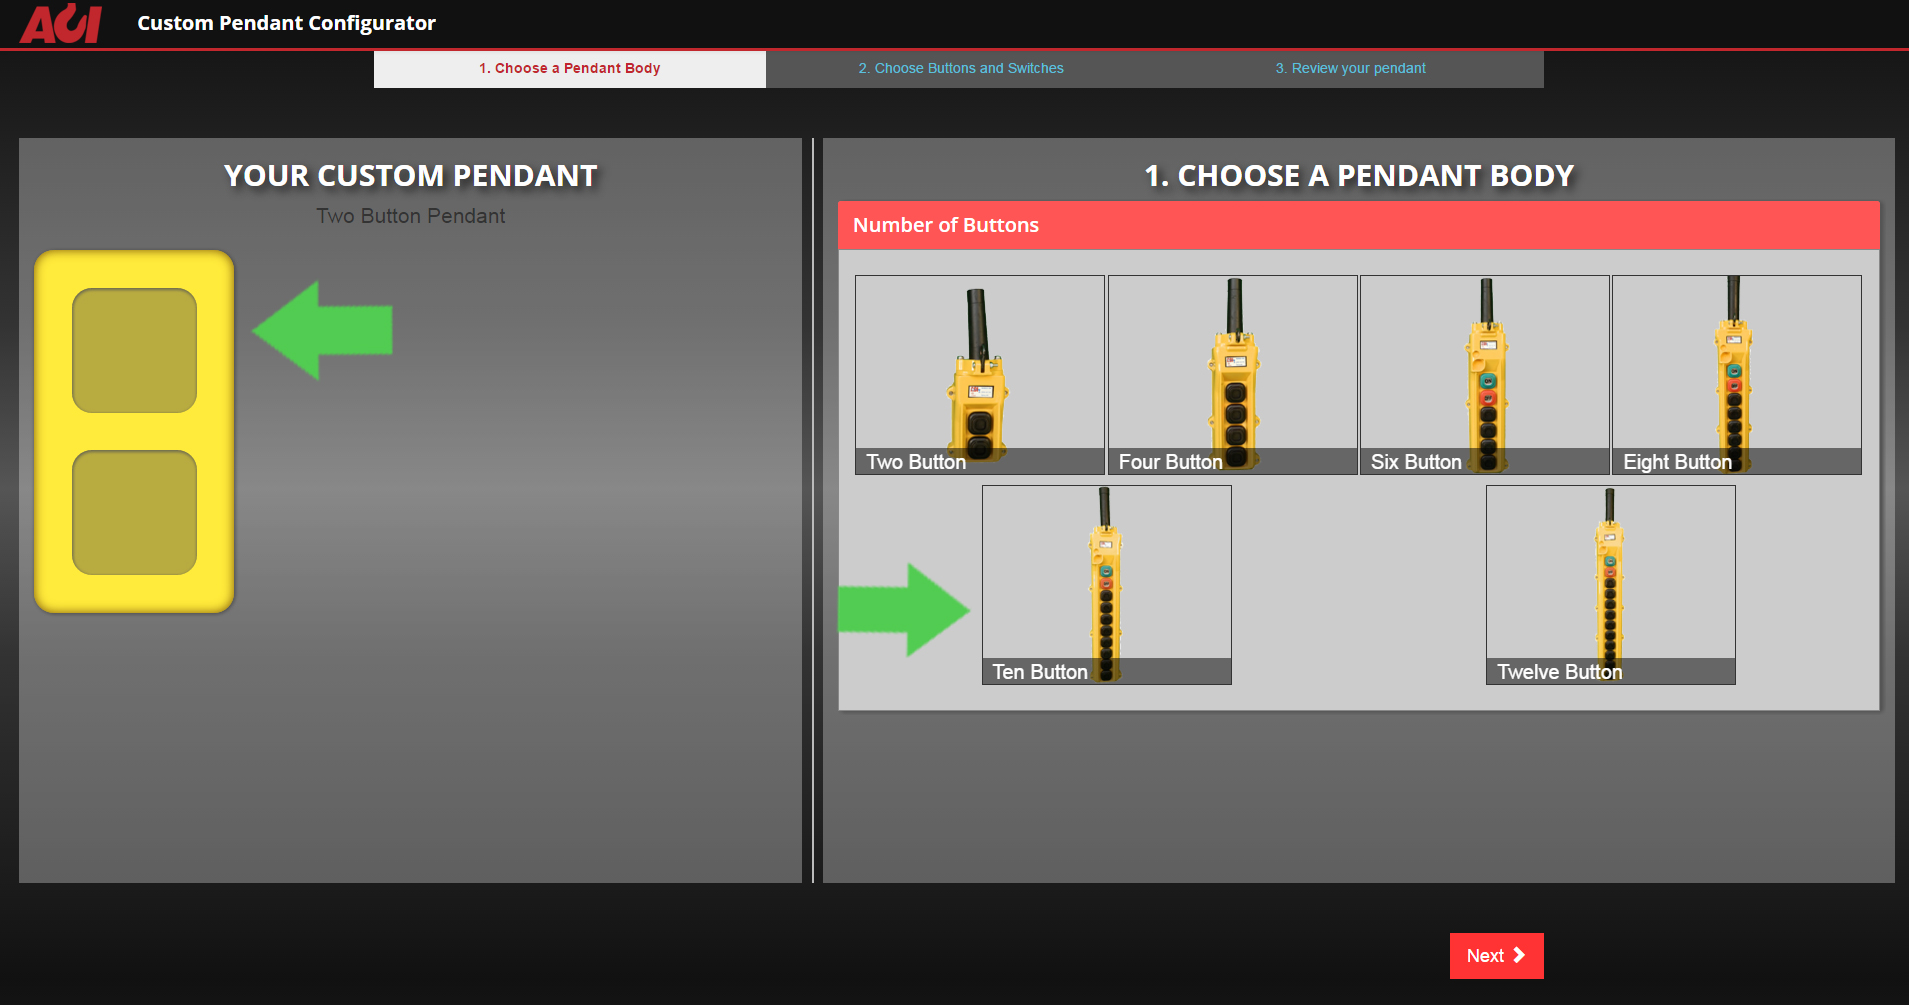 ACI
Custom Pendant Configurator
1. Choose a Pendant Body
2. Choose Buttons and Switches
3. Review your pendant
YOUR CUSTOM PENDANT
Two Button Pendant
1. CHOOSE A PENDANT BODY
Number of Buttons
Two Button
Four Button
Six Button
Eight Button
Ten Button
Twelve Button
Next